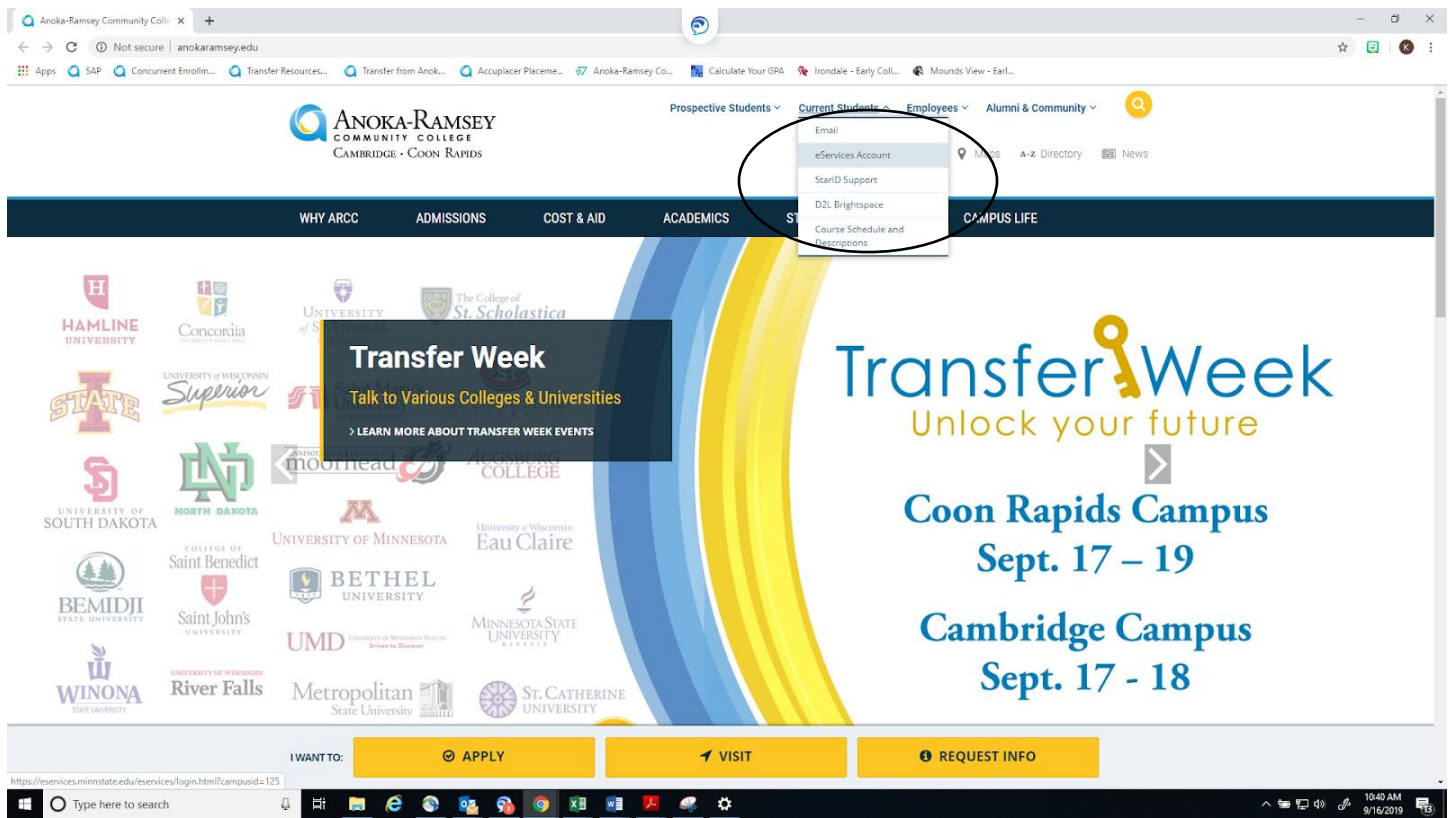 Anoka-Ramsey Community Colle
Not secure | anokaramsey.edu
Apps SAP Concurrent Enrollm... Transfer Resources... Transfer from Anok... Accuplacer Placeme... Anoka-Ramsey Co... Calculate Your GPA Irondale - Early Coll... Mounds View - Earl...
ANOKA-RAMSEY
COMMUNITY COLLEGE
CAMBRIDGE · COON RAPIDS
Prospective Students Current Students Employees Alumni & Community
Email
eServices Account
StarID Support
D2L Brightspace
Course Schedule and
Descriptions
Maps A-Z Directory News
WHY ARCC ADMISSIONS COST & AID ACADEMICS CAMPUS LIFE
HAMLINE
UNIVERSITY
Concordia
UNIVERSITY
The College of
St. Scholastica
Transfer Week
Talk to Various Colleges & Universities
> LEARN MORE ABOUT TRANSFER WEEK EVENTS
STATE
UNIVERSITY of WISCONSIN
Superior
moorhead
AUGSBURG
COLLEGE
UNIVERSITY OF
SOUTH DAKOTA
NORTH DAKOTA
UNIVERSITY OF MINNESOTA
University of Wisconsin
Eau Claire
COLLEGE OF
Saint Benedict
Saint John's
UNIVERSITY
BEMIDJI
STATE UNIVERSITY
BETHEL
UNIVERSITY
MINNESOTA STATE
UNIVERSITY
MANKATO
UMD University of Minnesota Duluth
Driven to Discover
WINONA
STATE UNIVERSITY
UNIVERSITY OF WISCONSIN
River Falls
Metropolitan
State University
ST. CATHERINE
UNIVERSITY
Transfer Week
Unlock your future
Coon Rapids Campus
Sept. 17 – 19
Cambridge Campus
Sept. 17 - 18
I WANT TO: APPLY VISIT REQUEST INFO
https://eservices.minnstate.edu/eservices/login.html?campusid=125
Type here to search
10:40 AM
9/16/2019